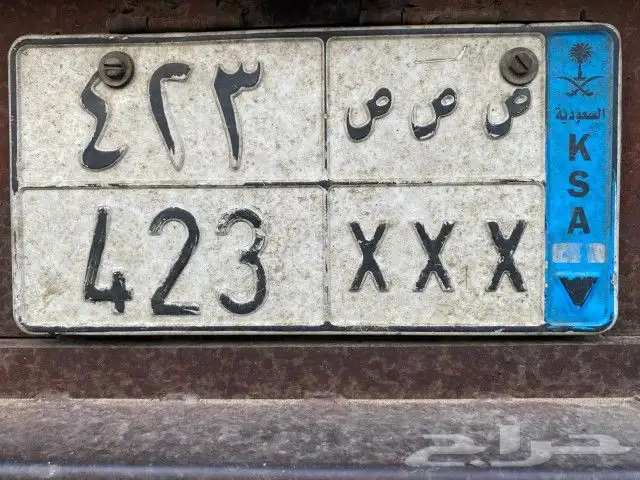 ٤٢٣ ص ص ص
423 XXX
السعودية
K
S
A
حراج